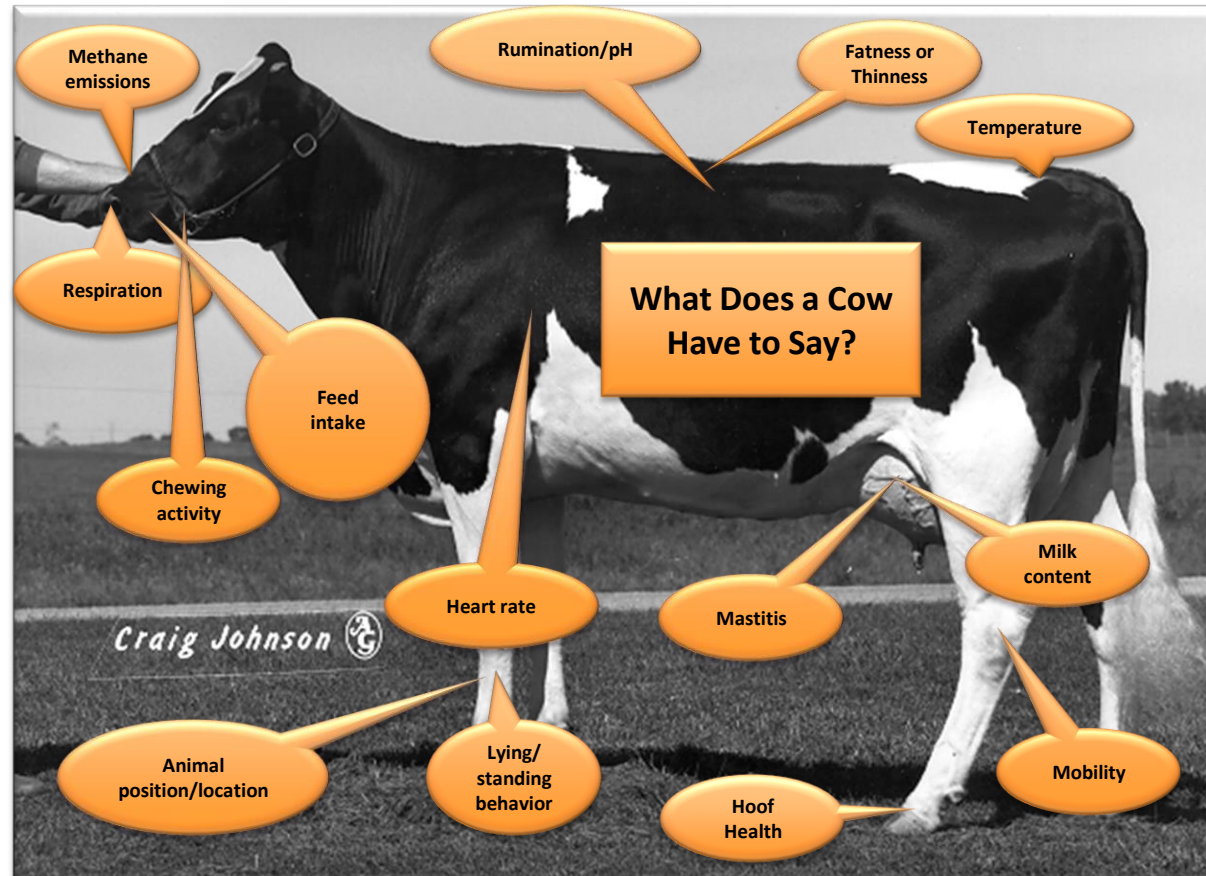 Methane
emissions
Rumination/pH
Fatness or
Thinness
Temperature
Respiration
What Does a Cow
Have to Say?
Feed
intake
Chewing
activity
Heart rate
Mastitis
Milk
content
Craig Johnson AG
Animal
position/location
Lying/
standing
behavior
Mobility
Hoof
Health